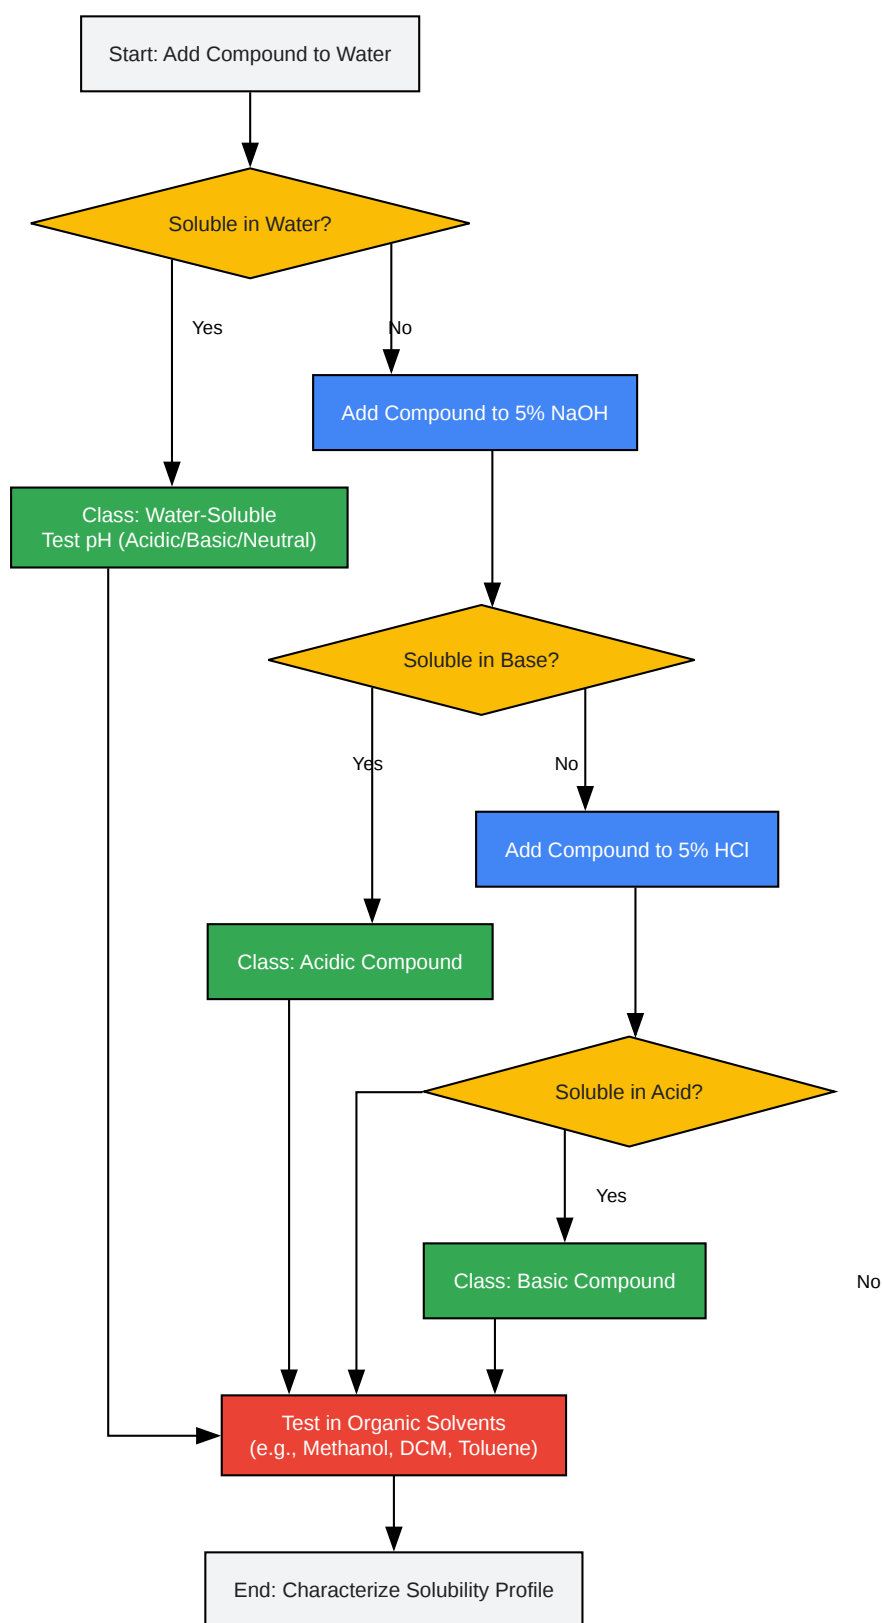 Start: Add Compound to Water
Soluble in Water?
Yes
No
Add Compound to 5% NaOH
Class: Water-Soluble
Test pH (Acidic/Basic/Neutral)
Soluble in Base?
Yes
No
Add Compound to 5% HCl
Class: Acidic Compound
Soluble in Acid?
Yes
Class: Basic Compound
No
Test in Organic Solvents
(e.g., Methanol, DCM, Toluene)
End: Characterize Solubility Profile